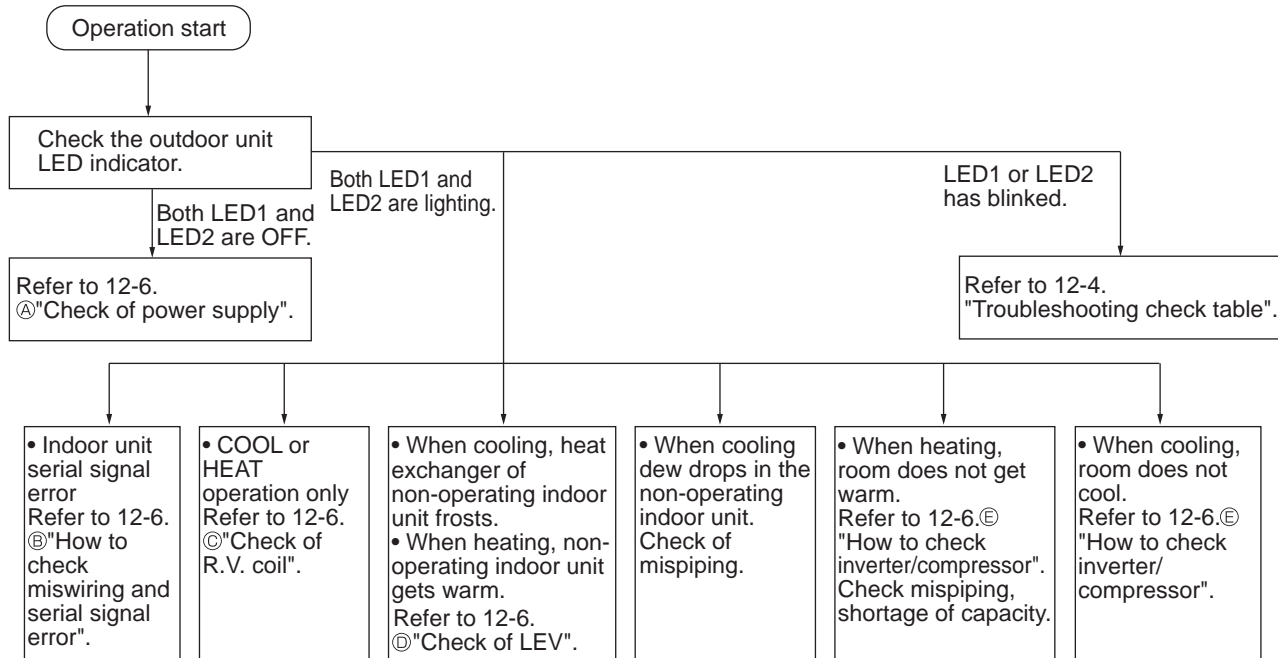 Operation start
Check the outdoor unit
LED indicator.
Both LED1 and
LED2 are lighting.
LED1 or LED2
has blinked.
Both LED1 and
LED2 are OFF.
Refer to 12-6.
Ⓐ"Check of power supply".
Refer to 12-4.
"Troubleshooting check table".
• Indoor unit
serial signal
error
Refer to 12-6.
Ⓑ"How to
check
miswiring and
serial signal
error".
• COOL or
HEAT
operation only
Refer to 12-6.
Ⓒ"Check of
R.V. coil".
• When cooling, heat
exchanger of
non-operating indoor
unit frosts.
• When heating, non-
operating indoor unit
gets warm.
Refer to 12-6.
Ⓓ"Check of LEV".
• When cooling
dew drops in the
non-operating
indoor unit.
Check of
mispiping.
• When heating,
room does not get
warm.
Refer to 12-6.Ⓔ
"How to check
inverter/compressor".
Check mispiping,
shortage of capacity.
• When cooling,
room does not
cool.
Refer to 12-6.Ⓔ
"How to check
inverter/
compressor".